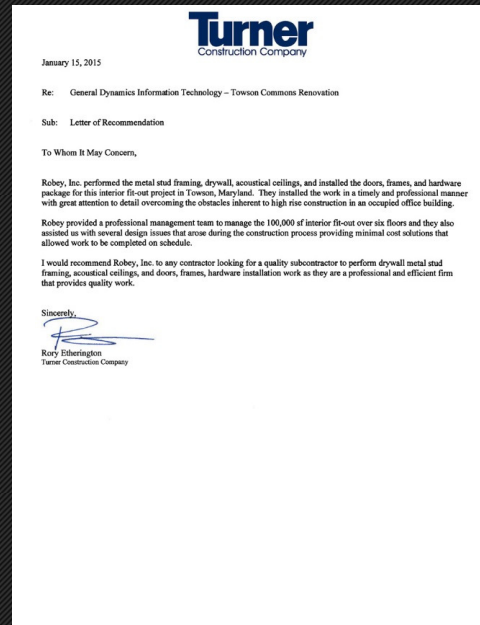 Turner
Construction Company
January 15, 2015
Re: General Dynamics Information Technology – Towson Commons Renovation
Sub: Letter of Recommendation
To Whom It May Concern,
Robey, Inc. performed the metal stud framing, drywall, acoustical ceilings, and installed the doors, frames, and hardware
package for this interior fit-out project in Towson, Maryland. They installed the work in a timely and professional manner
with great attention to detail overcoming the obstacles inherent to high rise construction in an occupied office building.
Robey provided a professional management team to manage the 100,000 sf interior fit-out over six floors and they also
assisted us with several design issues that arose during the construction process providing minimal cost solutions that
allowed work to be completed on schedule.
I would recommend Robey, Inc. to any contractor looking for a quality subcontractor to perform drywall metal stud
framing, acoustical ceilings, and doors, frames, hardware installation work as they are a professional and efficient firm
that provides quality work.
Sincerely,
Rory Etherington
Turner Construction Company